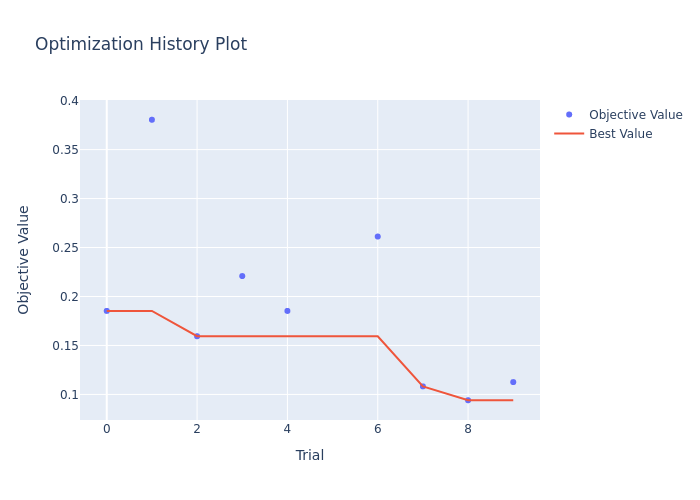 Optimization History Plot
Objective Value
Best Value
0.4
0.35
0.3
0.25
0.2
0.15
0.1
Objective Value
0
2
4
6
8
Trial